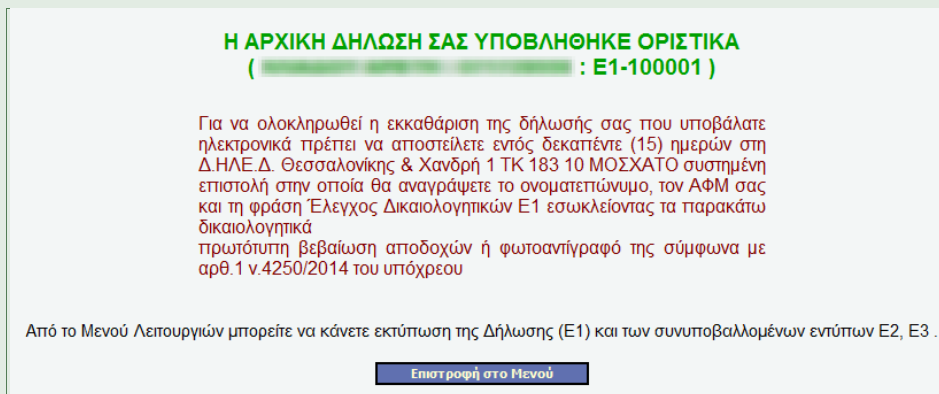 Η ΑΡΧΙΚΗ ΔΗΛΩΣΗ ΣΑΣ ΥΠΟΒΛΗΘΗΚΕ ΟΡΙΣΤΙΚΑ
( : E1-100001 )
Για να ολοκληρωθεί η εκκαθάριση της δήλωσής σας που υποβάλατε
ηλεκτρονικά πρέπει να αποστείλετε εντός δεκαπέντε (15) ημερών στη
Δ.ΗΛΕ.Δ. Θεσσαλονίκης & Χανδρή 1 ΤΚ 183 10 ΜΟΣΧΑΤΟ συστημένη
επιστολή στην οποία θα αναγράψετε το ονοματεπώνυμο, τον ΑΦΜ σας
και τη φράση Έλεγχος Δικαιολογητικών Ε1 εσωκλείοντας τα παρακάτω
δικαιολογητικά
πρωτότυπη βεβαίωση αποδοχών ή φωτοαντίγραφό της σύμφωνα με
αρθ.1 ν.4250/2014 του υπόχρεου
Από το Μενού Λειτουργιών μπορείτε να κάνετε εκτύπωση της Δήλωσης (Ε1) και των συνυποβαλλομένων εντύπων Ε2, Ε3 .
Επιστροφή στο Μενού